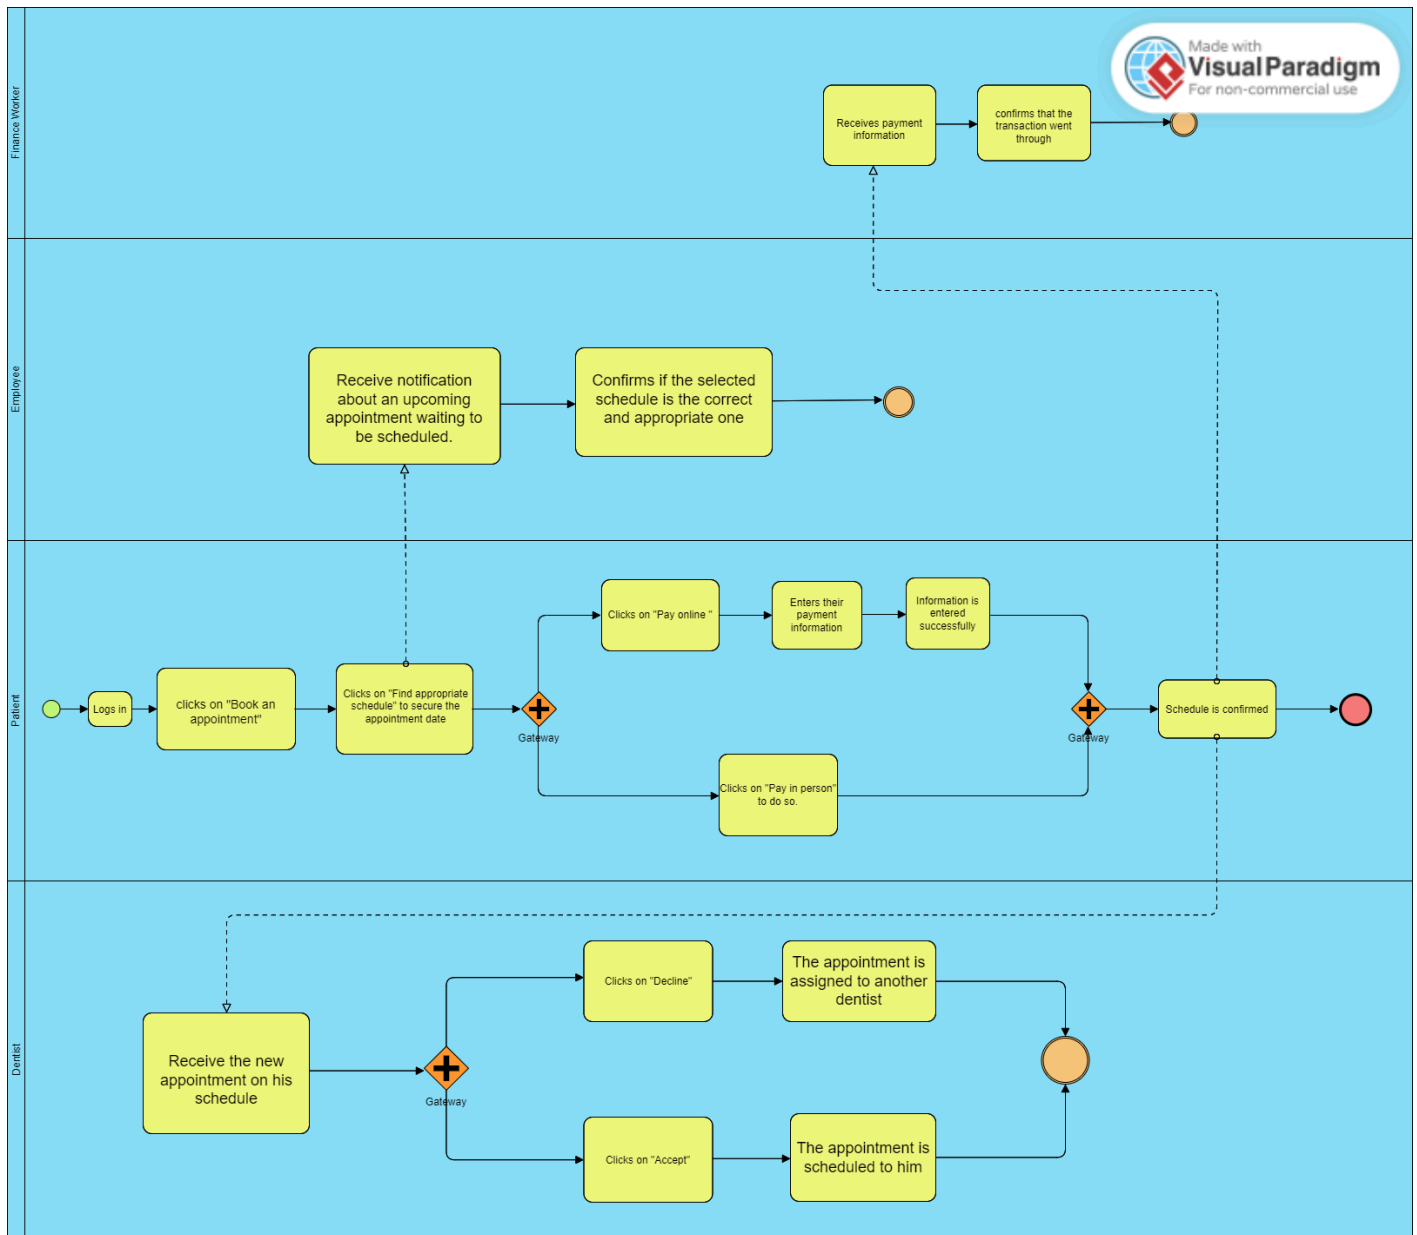 Made with
Visual Paradigm
For non-commercial use
Finance Worker
Receives payment
information
confirms that the
transaction went
through
Employee
Receive notification
about an upcoming
appointment waiting to
be scheduled.
Confirms if the selected
schedule is the correct
and appropriate one
Patient
Logs in
clicks on "Book an
appointment"
Clicks on "Find appropriate
schedule" to secure the
appointment date
Gateway
Clicks on "Pay online "
Enters their
payment
information
Information is
entered
successfully
Clicks on "Pay in person"
to do so.
Gateway
Schedule is confirmed
Dentist
Receive the new
appointment on his
schedule
Gateway
Clicks on "Decline"
The appointment is
assigned to another
dentist
Clicks on "Accept"
The appointment is
scheduled to him